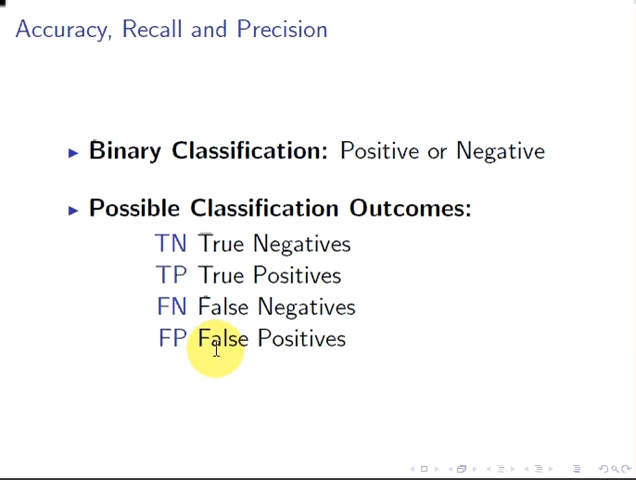 Accuracy, Recall and Precision
Binary Classification: Positive or Negative
Possible Classification Outcomes:
TN True Negatives
TP True Positives
FN False Negatives
FP False Positives